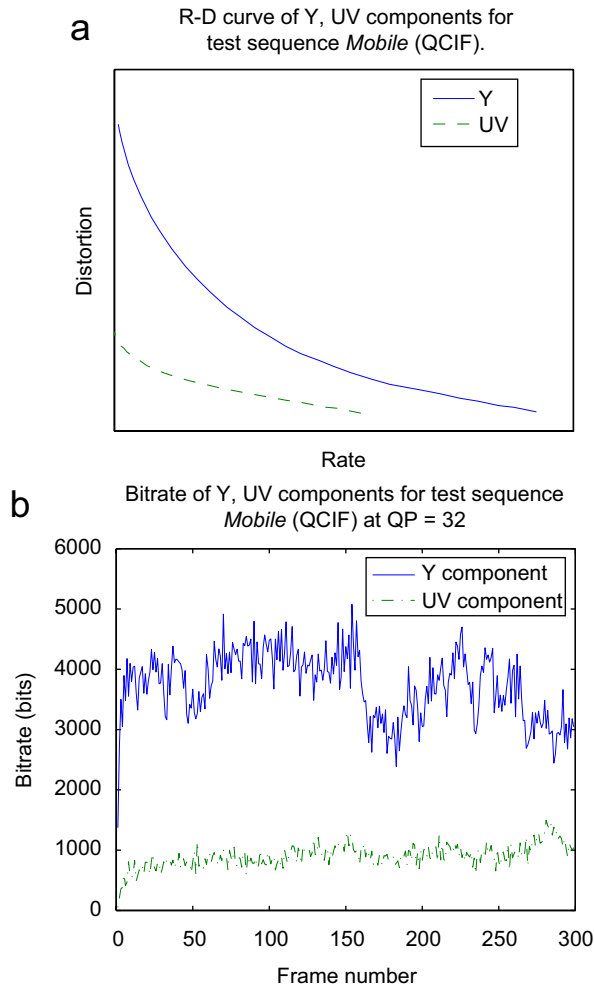 a
R-D curve of Y, UV components for
test sequence Mobile (QCIF).
Y
UV
Distortion
Rate
b
Bitrate of Y, UV components for test sequence
Mobile (QCIF) at QP = 32
6000
5000
4000
3000
2000
1000
0
Y component
UV component
Bitrate (bits)
0 50 100 150 200 250 300
Frame number